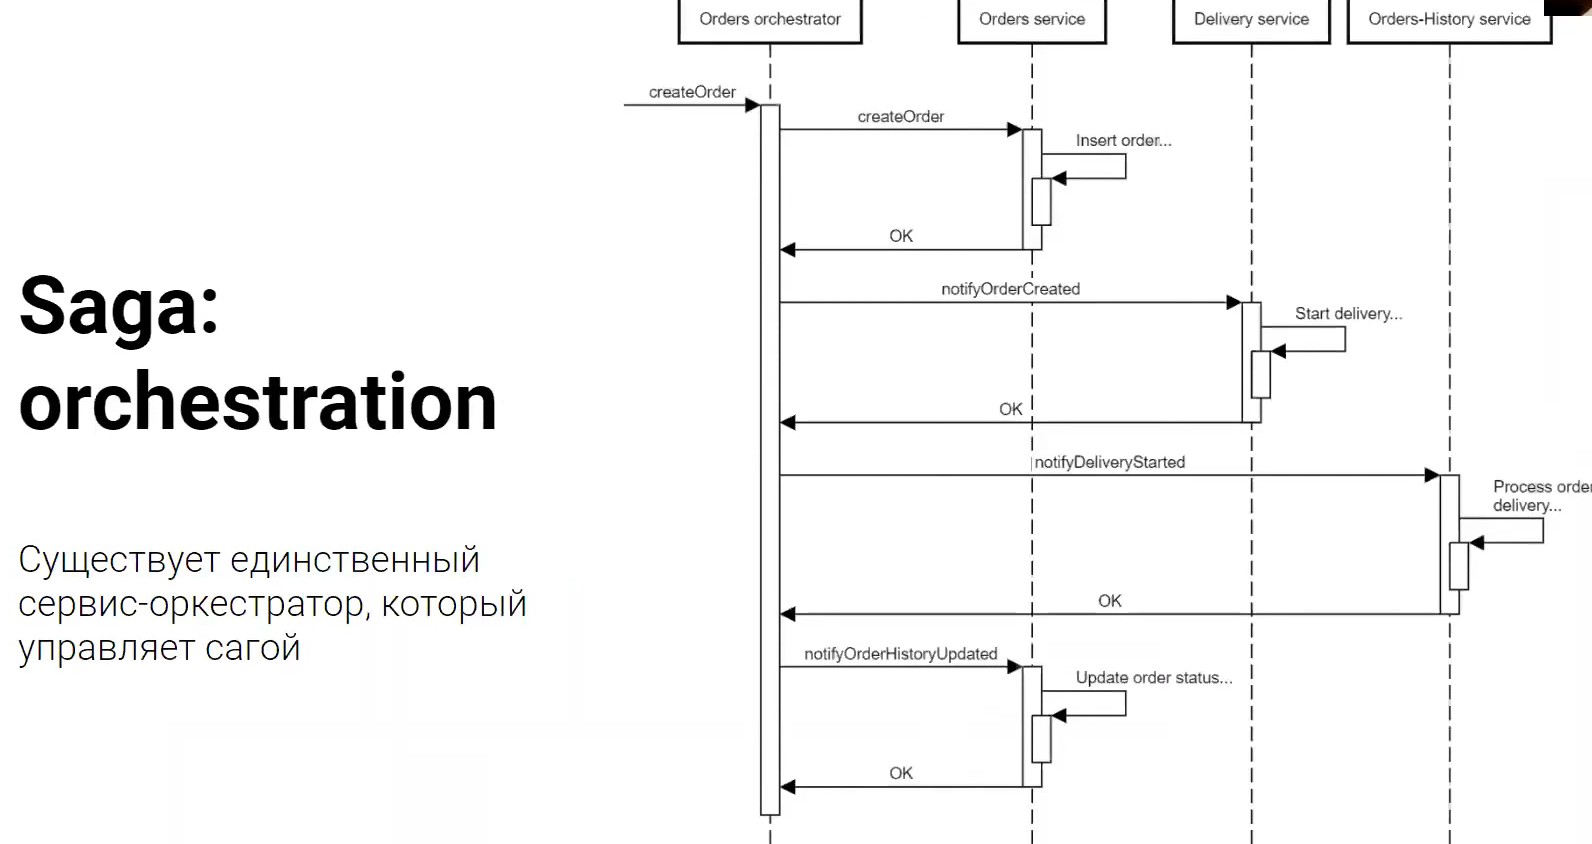 Orders orchestrator
Orders service
Delivery service
Orders-History service
createOrder
createOrder
Insert order...
OK
notifyOrderCreated
Start delivery...
OK
notifyDeliveryStarted
Process order
delivery...
OK
notifyOrderHistoryUpdated
Update order status...
OK
Saga:
orchestration
Существует единственный
сервис-оркестратор, который
управляет сагой